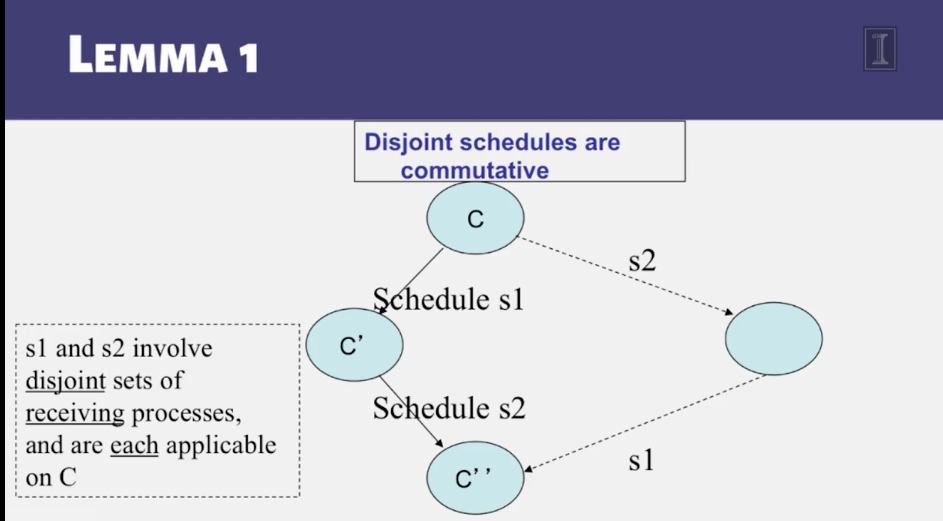 LEMMA 1
I
Disjoint schedules are
commutative
C
s2
Schedule s1
C’
s1 and s2 involve
disjoint sets of
receiving processes,
and are each applicable
on C
Schedule s2
s1
C’’